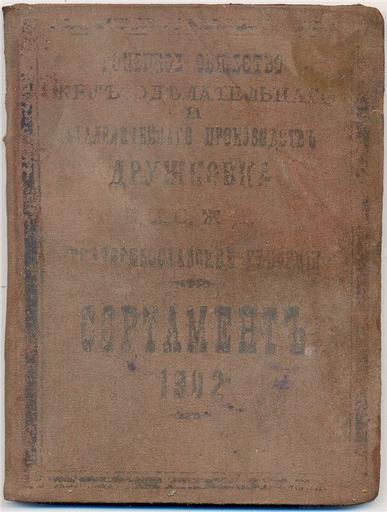 ДОНЕЦКОЕ ОБЩЕСТВО
ЖЕЛѢЗОДѢЛАТЕЛЬНАГО
И
СТАЛЕЛИТЕЙНАГО ПРОИЗВОДСТВЪ
ДРУЖКОВКА
Ж
ЕКАТЕРИНОСЛАВСКОЙ ГУБЕРНІИ
СОРТАМЕНТЪ
1902